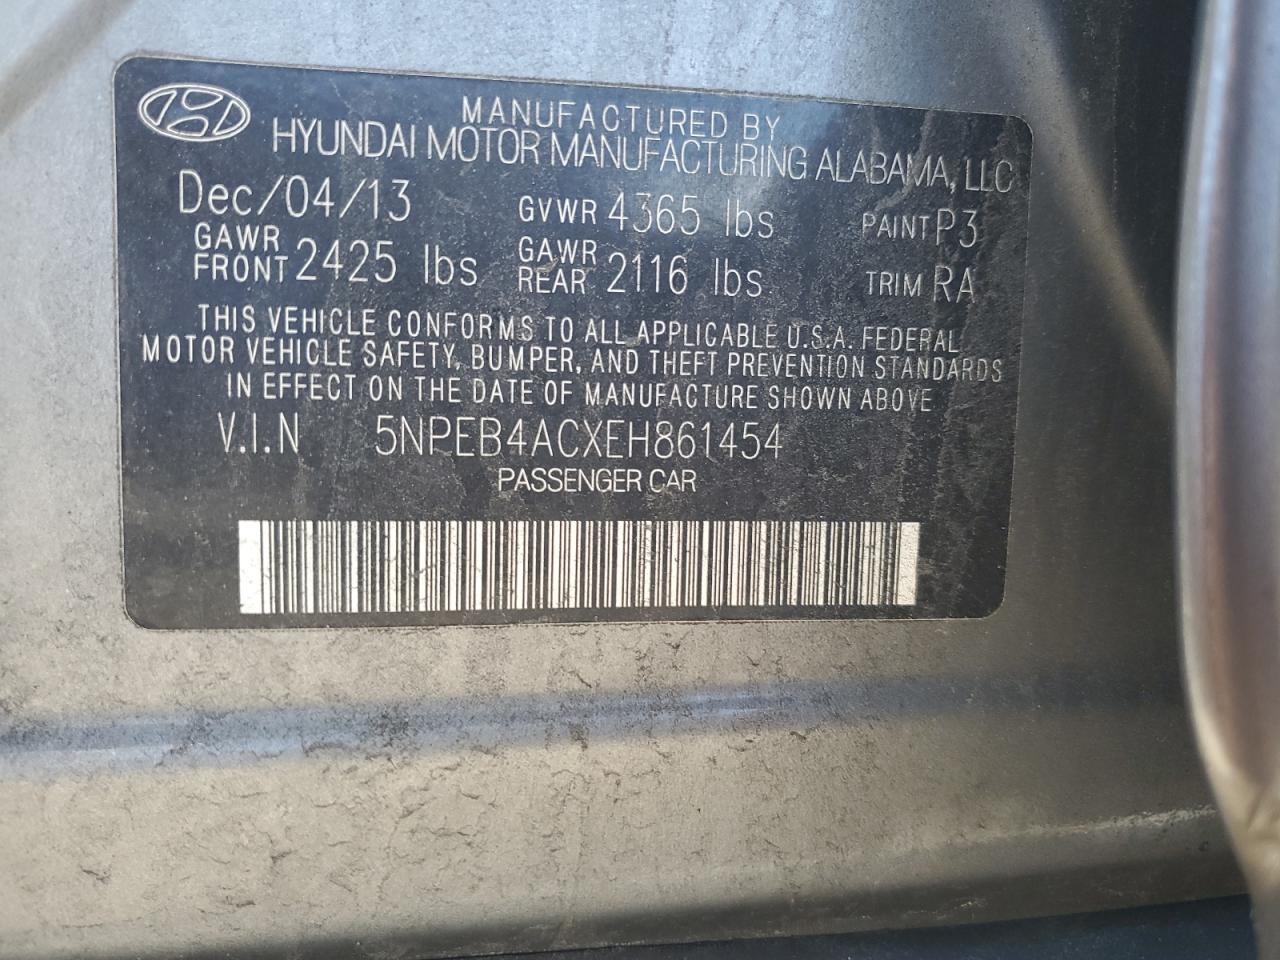 MANUFACTURED BY
HYUNDAI MOTOR MANUFACTURING ALABAMA, LLC
Dec/04/13 GVWR 4365 lbs PAINT P3
GAWR FRONT 2425 lbs GAWR REAR 2116 lbs TRIM RA
THIS VEHICLE CONFORMS TO ALL APPLICABLE U.S.A. FEDERAL
MOTOR VEHICLE SAFETY, BUMPER, AND THEFT PREVENTION STANDARDS
IN EFFECT ON THE DATE OF MANUFACTURE SHOWN ABOVE
V.I.N 5NPEB4ACXEH861454
PASSENGER CAR